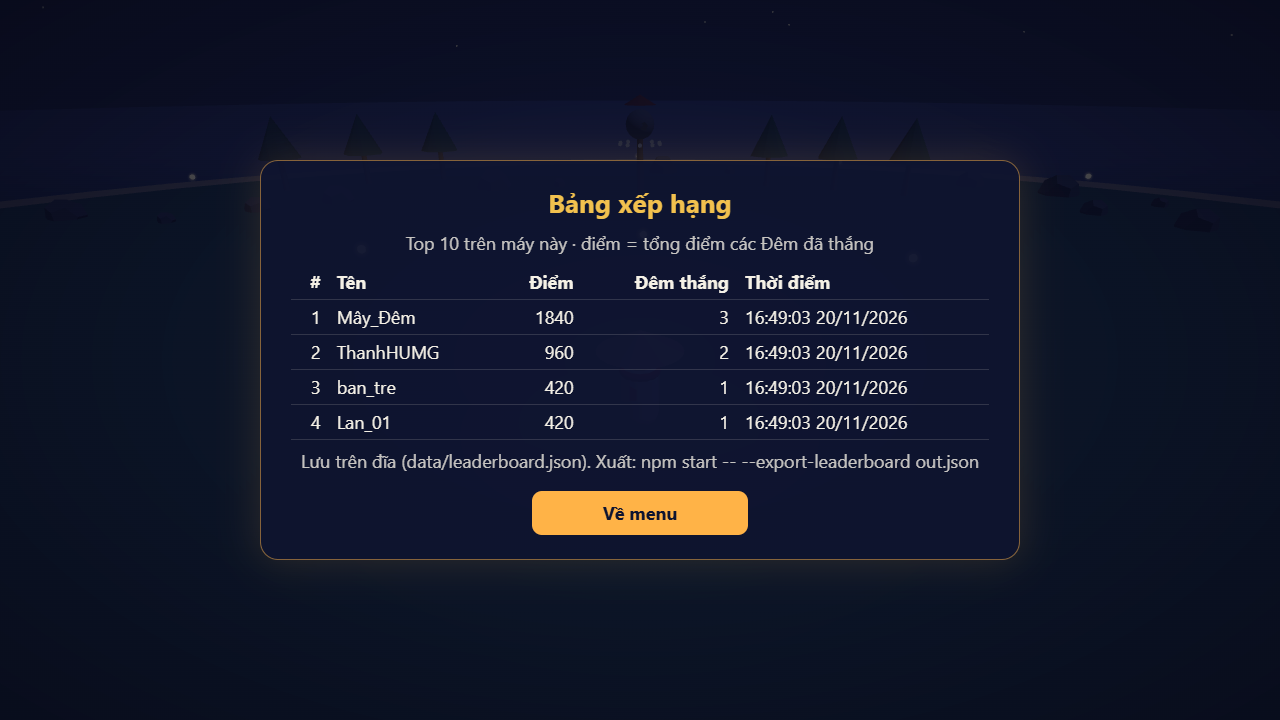 Bảng xếp hạng
Top 10 trên máy này · điểm = tổng điểm các Đêm đã thắng
# Tên Điểm Đêm thắng Thời điểm
1 Mây_Đêm 1840 3 16:49:03 20/11/2026
2 ThanhHUMG 960 2 16:49:03 20/11/2026
3 ban_tre 420 1 16:49:03 20/11/2026
4 Lan_01 420 1 16:49:03 20/11/2026
Lưu trên đĩa (data/leaderboard.json). Xuất: npm start -- --export-leaderboard out.json
Về menu